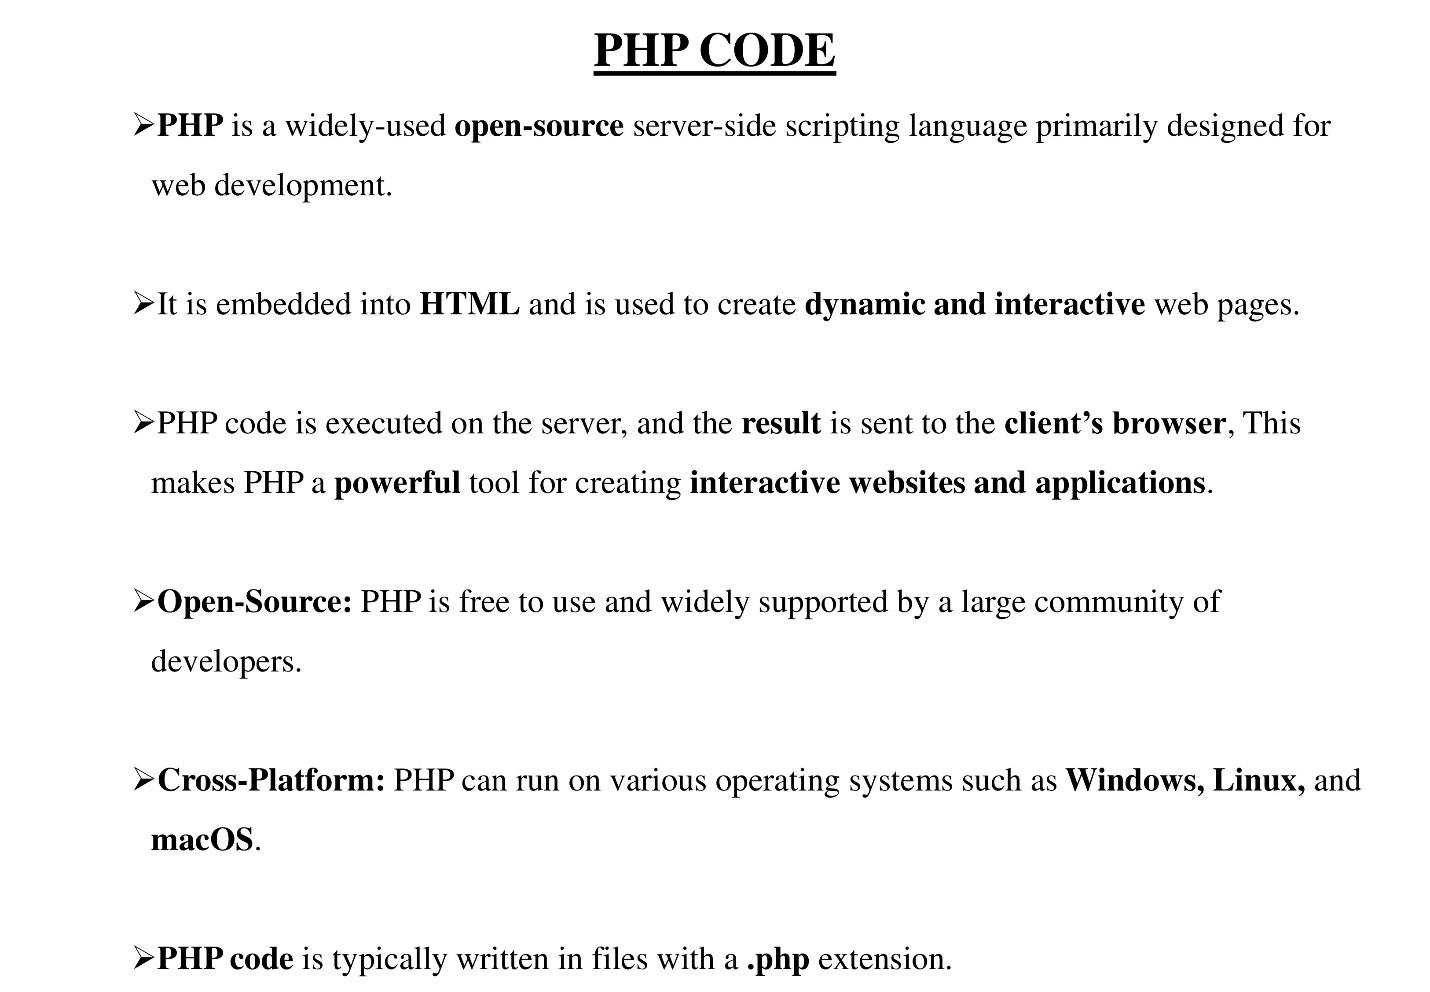 PHP CODE
➢PHP is a widely-used open-source server-side scripting language primarily designed for
web development.
➢It is embedded into HTML and is used to create dynamic and interactive web pages.
➢PHP code is executed on the server, and the result is sent to the client’s browser, This
makes PHP a powerful tool for creating interactive websites and applications.
➢Open-Source: PHP is free to use and widely supported by a large community of
developers.
➢Cross-Platform: PHP can run on various operating systems such as Windows, Linux, and
macOS.
➢PHP code is typically written in files with a .php extension.